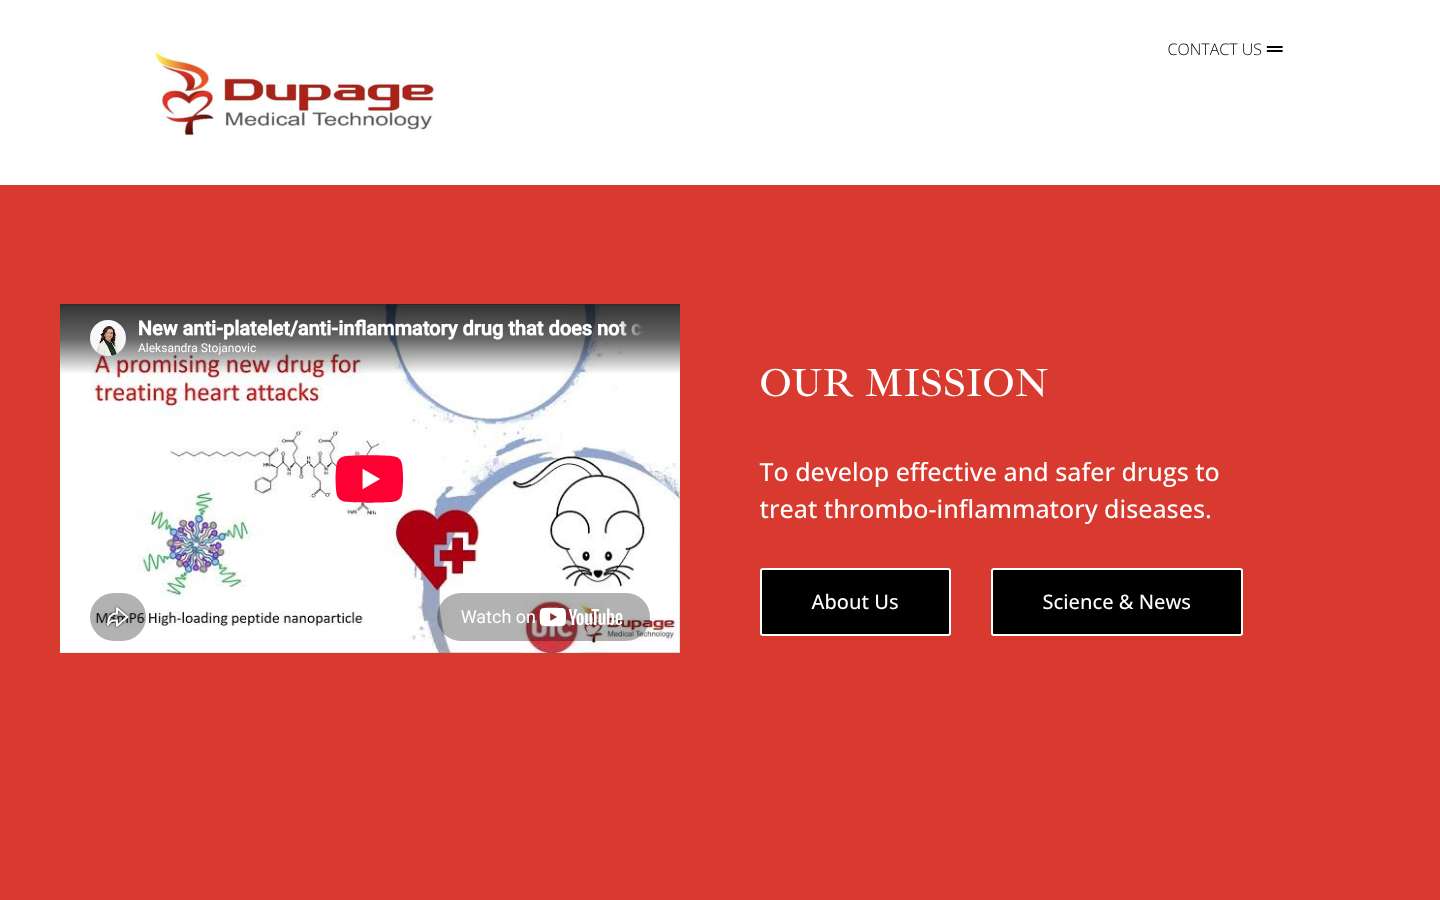 CONTACT US
Dupage
Medical Technology
New anti-platelet/anti-inflammatory drug that does not
Aleksandra Stojanovic
A promising new drug for
treating heart attacks
High-loading peptide nanoparticle
Watch on YouTube
UIC
Medical Technology
OUR MISSION
To develop effective and safer drugs to
treat thrombo-inflammatory diseases.
About Us
Science & News